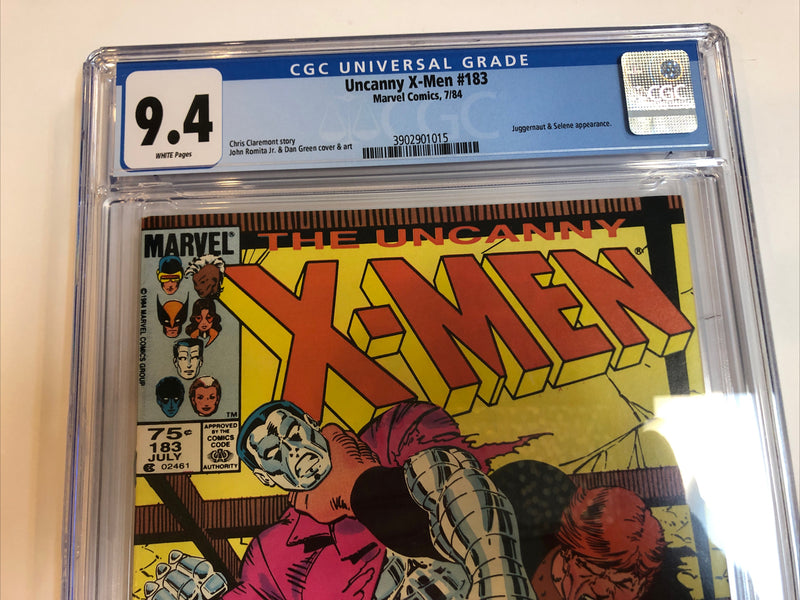 CGC UNIVERSAL GRADE
9.4
WHITE Pages
Uncanny X-Men #183
Marvel Comics, 7/84
Chris Claremont story
John Romita Jr. & Dan Green cover & art
3902901015
Juggernaut & Selene appearance.
CGC
CGC
MARVEL®
THE UNCANNY
X-MEN®
© 1984 MARVEL COMICS GROUP
TM
75¢
183
JULY
CC 02461
APPROVED
BY THE
COMICS
CODE
AUTHORITY